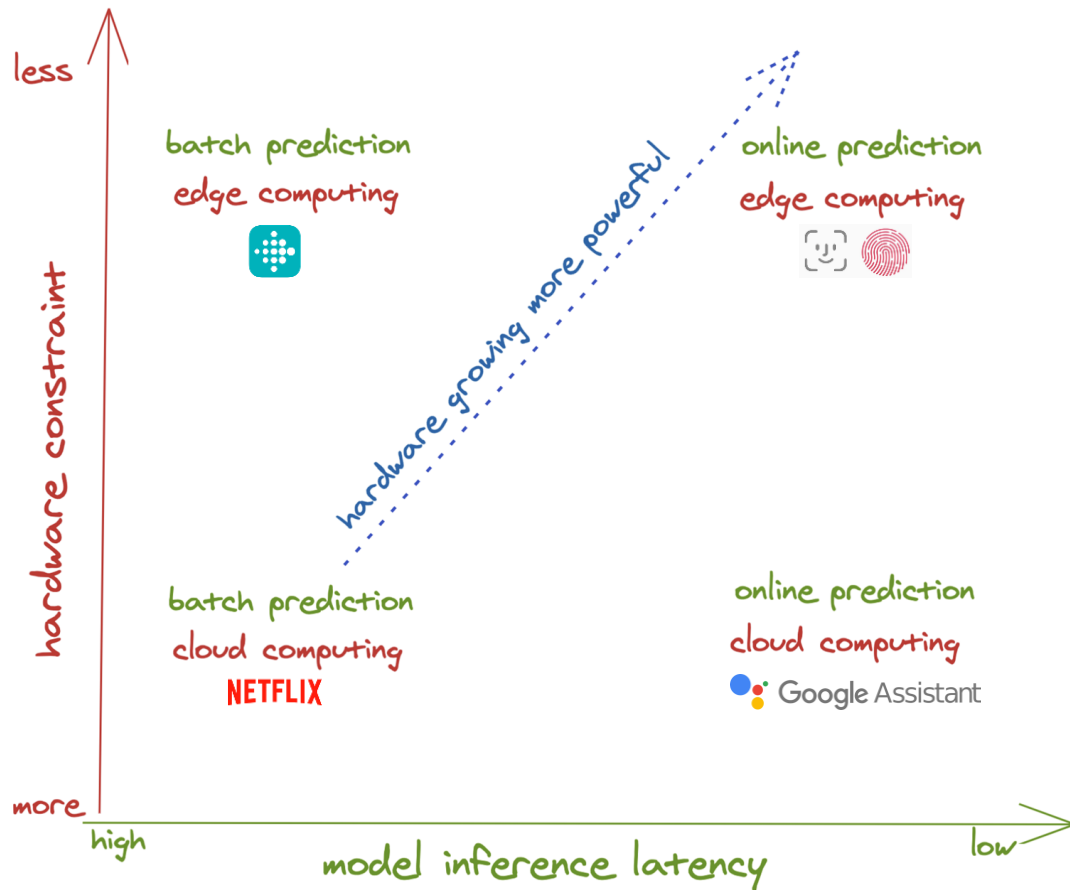 less
batch prediction
edge computing
online prediction
edge computing
hardware growing more powerful
hardware constraint
batch prediction
cloud computing
NETFLIX
online prediction
cloud computing
Google Assistant
more
high
low
model inference latency